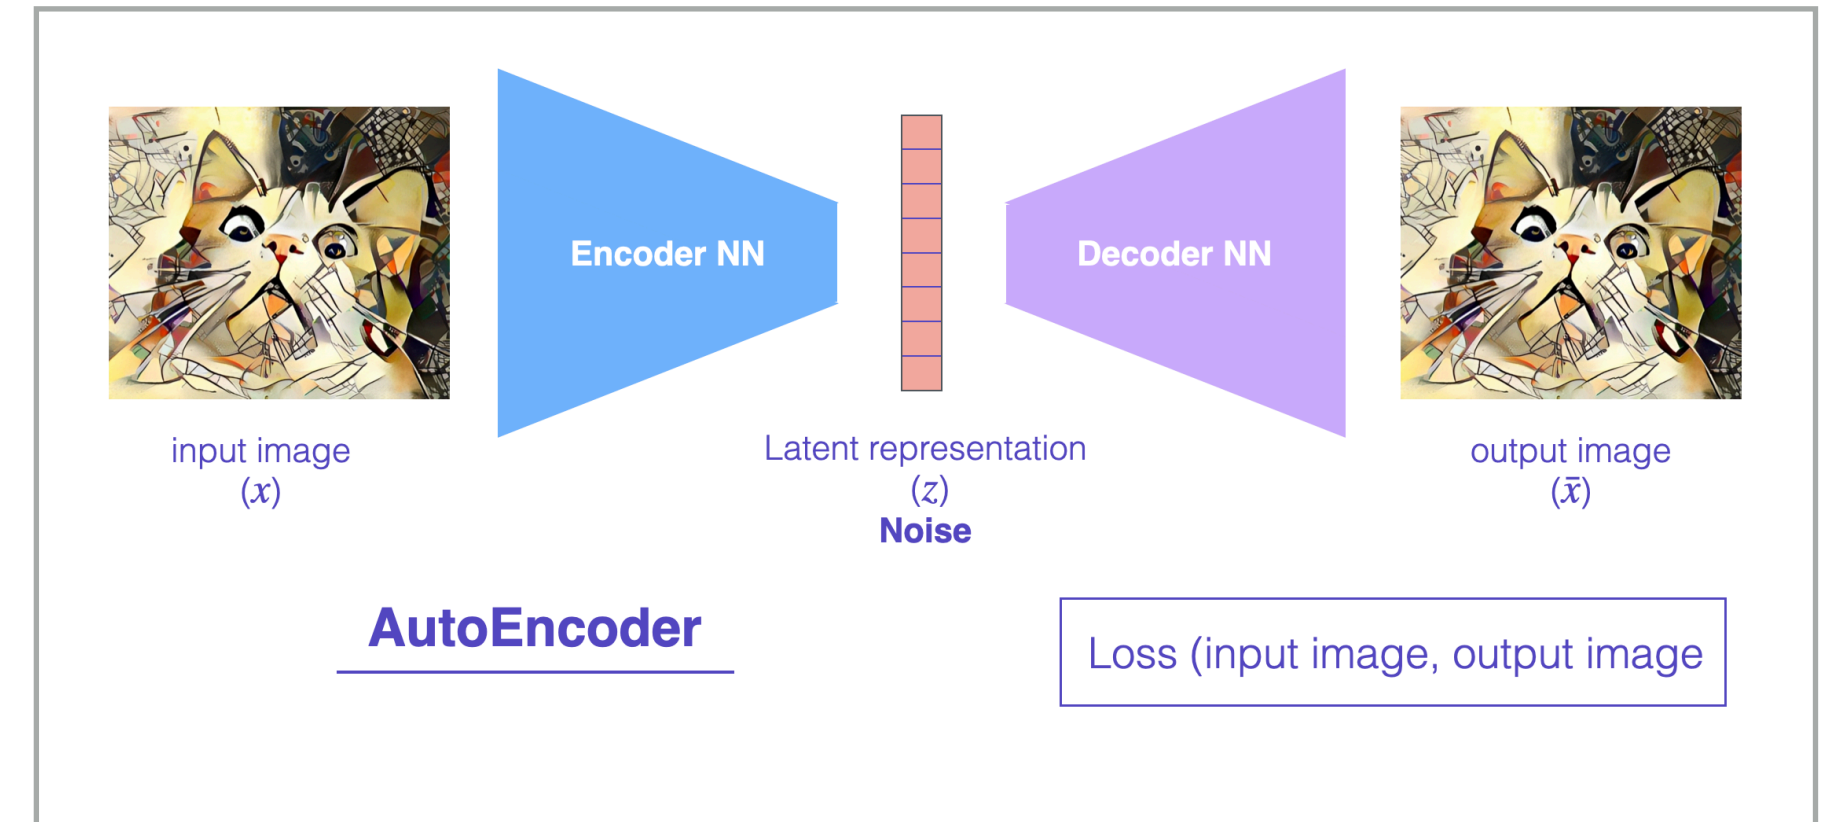 Encoder NN
Decoder NN
input image
(x)
Latent representation
(z)
Noise
output image
(x̄)
AutoEncoder
Loss (input image, output image